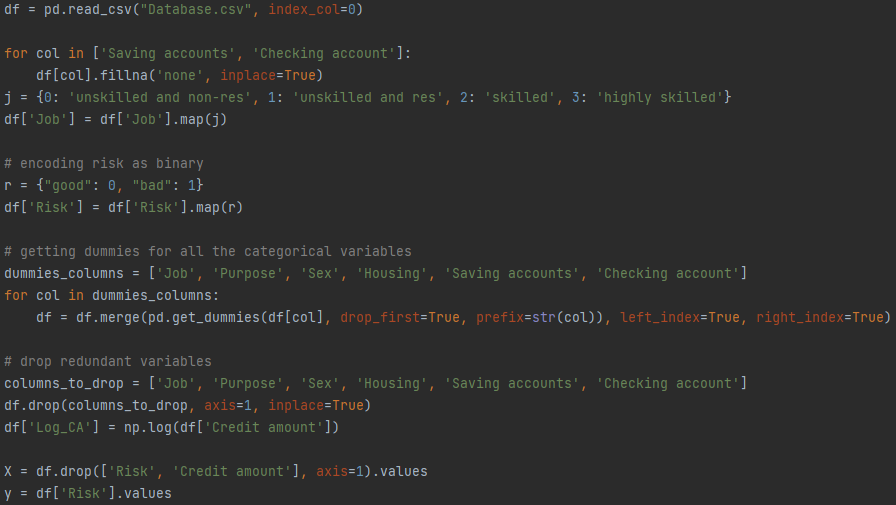 df = pd.read_csv("Database.csv", index_col=0)
for col in ['Saving accounts', 'Checking account']:
    df[col].fillna('none', inplace=True)
j = {0: 'unskilled and non-res', 1: 'unskilled and res', 2: 'skilled', 3: 'highly skilled'}
df['Job'] = df['Job'].map(j)
# encoding risk as binary
r = {"good": 0, "bad": 1}
df['Risk'] = df['Risk'].map(r)
# getting dummies for all the categorical variables
dummies_columns = ['Job', 'Purpose', 'Sex', 'Housing', 'Saving accounts', 'Checking account']
for col in dummies_columns:
    df = df.merge(pd.get_dummies(df[col], drop_first=True, prefix=str(col)), left_index=True, right_index=True)
# drop redundant variables
columns_to_drop = ['Job', 'Purpose', 'Sex', 'Housing', 'Saving accounts', 'Checking account']
df.drop(columns_to_drop, axis=1, inplace=True)
df['Log_CA'] = np.log(df['Credit amount'])
X = df.drop(['Risk', 'Credit amount'], axis=1).values
y = df['Risk'].values